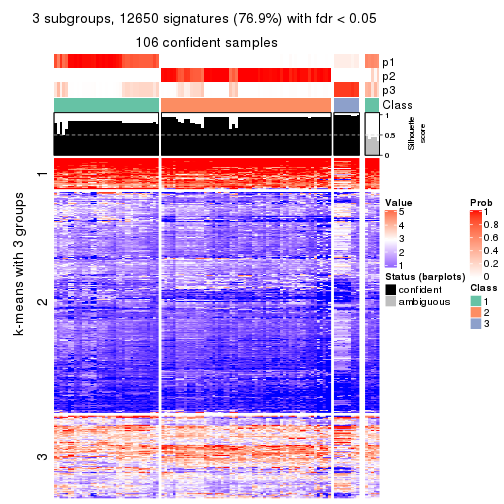 3 subgroups, 12650 signatures (76.9%) with fdr < 0.05
106 confident samples
p1
p2
p3
Class
1
0.5
0
Silhouette
score
k-means with 3 groups
1
2
3
Value
5
4
3
2
1
Status (barplots)
confident
ambiguous
Prob
1
0.8
0.6
0.4
0.2
0
Class
1
2
3